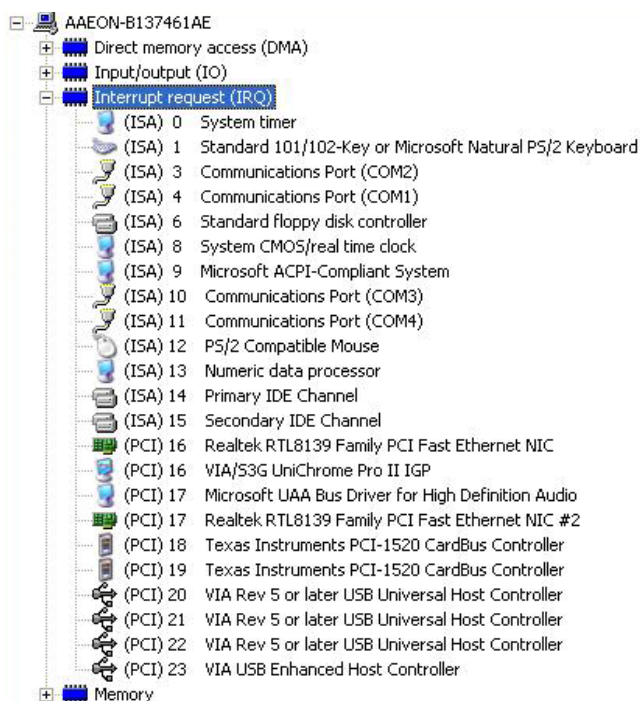 AAEON-B137461AE
Direct memory access (DMA)
Input/output (IO)
Interrupt request (IRQ)
(ISA) 0 System timer
(ISA) 1 Standard 101/102-Key or Microsoft Natural PS/2 Keyboard
(ISA) 3 Communications Port (COM2)
(ISA) 4 Communications Port (COM1)
(ISA) 6 Standard floppy disk controller
(ISA) 8 System CMOS/real time clock
(ISA) 9 Microsoft ACPI-Compliant System
(ISA) 10 Communications Port (COM3)
(ISA) 11 Communications Port (COM4)
(ISA) 12 PS/2 Compatible Mouse
(ISA) 13 Numeric data processor
(ISA) 14 Primary IDE Channel
(ISA) 15 Secondary IDE Channel
(PCI) 16 Realtek RTL8139 Family PCI Fast Ethernet NIC
(PCI) 16 VIA/S3G UniChrome Pro II IGP
(PCI) 17 Microsoft UAA Bus Driver for High Definition Audio
(PCI) 17 Realtek RTL8139 Family PCI Fast Ethernet NIC #2
(PCI) 18 Texas Instruments PCI-1520 CardBus Controller
(PCI) 19 Texas Instruments PCI-1520 CardBus Controller
(PCI) 20 VIA Rev 5 or later USB Universal Host Controller
(PCI) 21 VIA Rev 5 or later USB Universal Host Controller
(PCI) 22 VIA Rev 5 or later USB Universal Host Controller
(PCI) 23 VIA USB Enhanced Host Controller
Memory